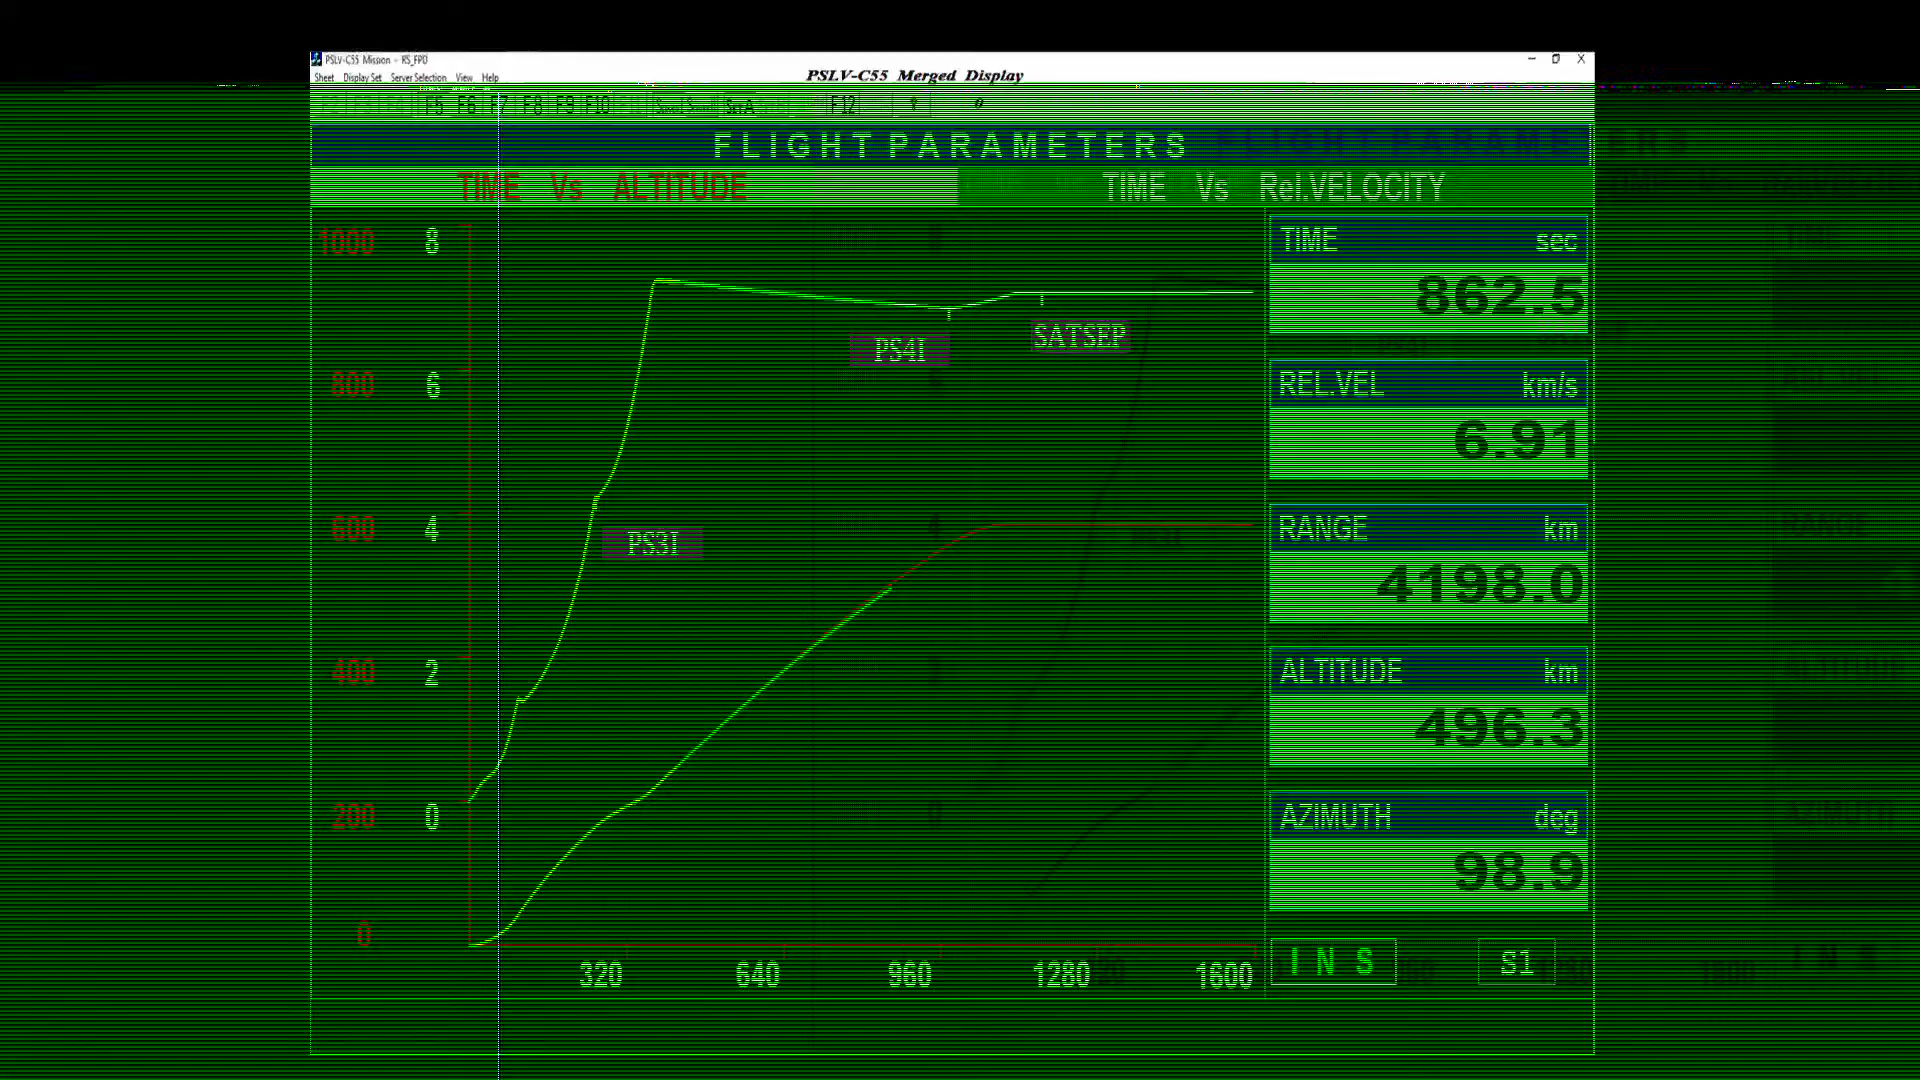 PSLV-C55 Mission - RS_FPD
Sheet Display Set Server Selection View Help
PSLV-C55 Merged Display
F5 F6 F7 F8 F9 F10 F12
FLIGHT PARAMETERS
TIME Vs ALTITUDE
TIME Vs Rel.VELOCITY
1000 8
800 6
600 4
400 2
200 0
0
320 640 960 1280 1600
PS3I
PS4I
SATSEP
TIME sec
862.5
REL.VEL km/s
6.91
RANGE km
4198.0
ALTITUDE km
496.3
AZIMUTH deg
98.9
INS S1